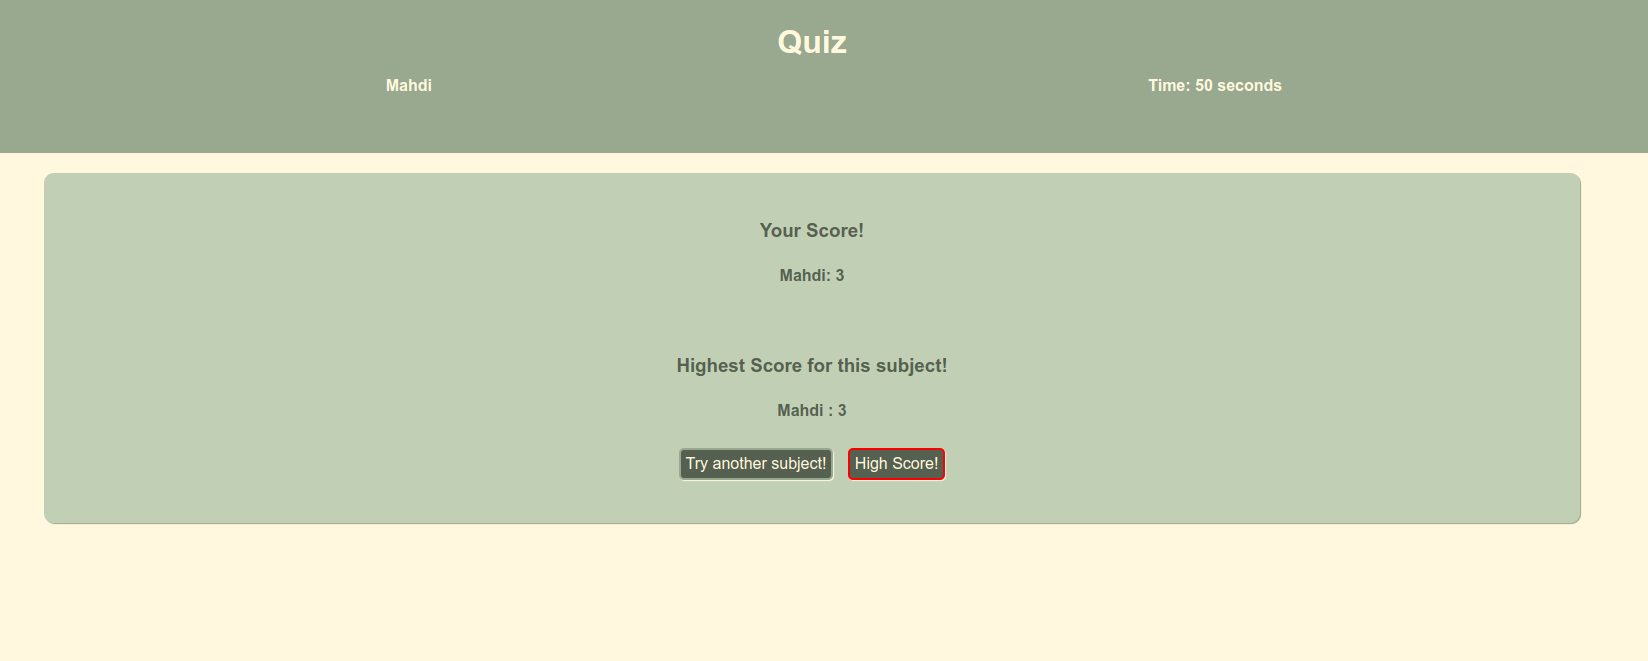 Quiz
Mahdi Time: 50 seconds
Your Score!
Mahdi: 3
Highest Score for this subject!
Mahdi : 3
Try another subject! High Score!